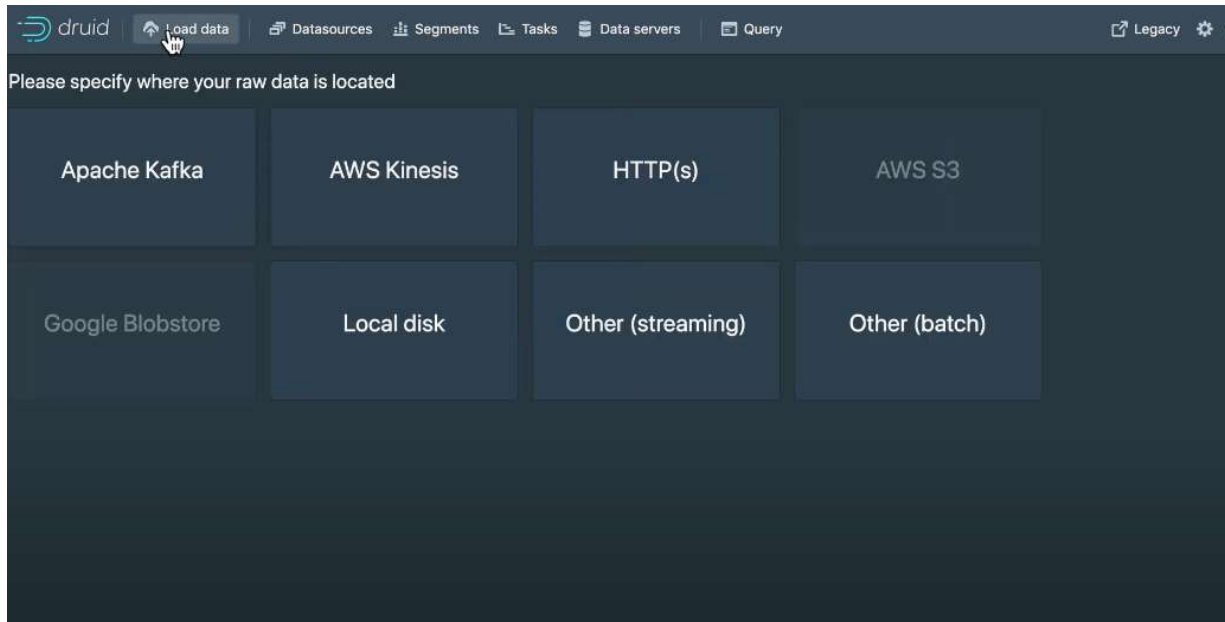 druid Load data Datasources Segments Tasks Data servers Query Legacy
Please specify where your raw data is located
Apache Kafka AWS Kinesis HTTP(s) AWS S3
Google Blobstore Local disk Other (streaming) Other (batch)